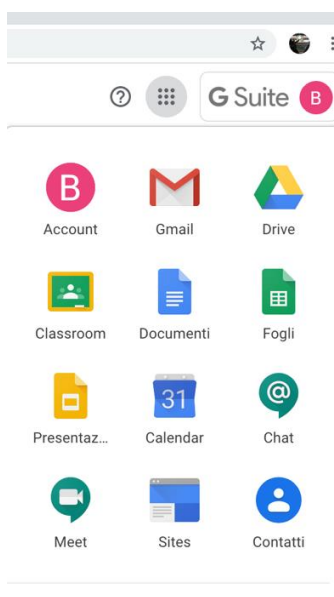 G Suite B
B
Account Gmail Drive
Classroom Documenti Fogli
31 @
Presentaz... Calendar Chat
Meet Sites Contatti